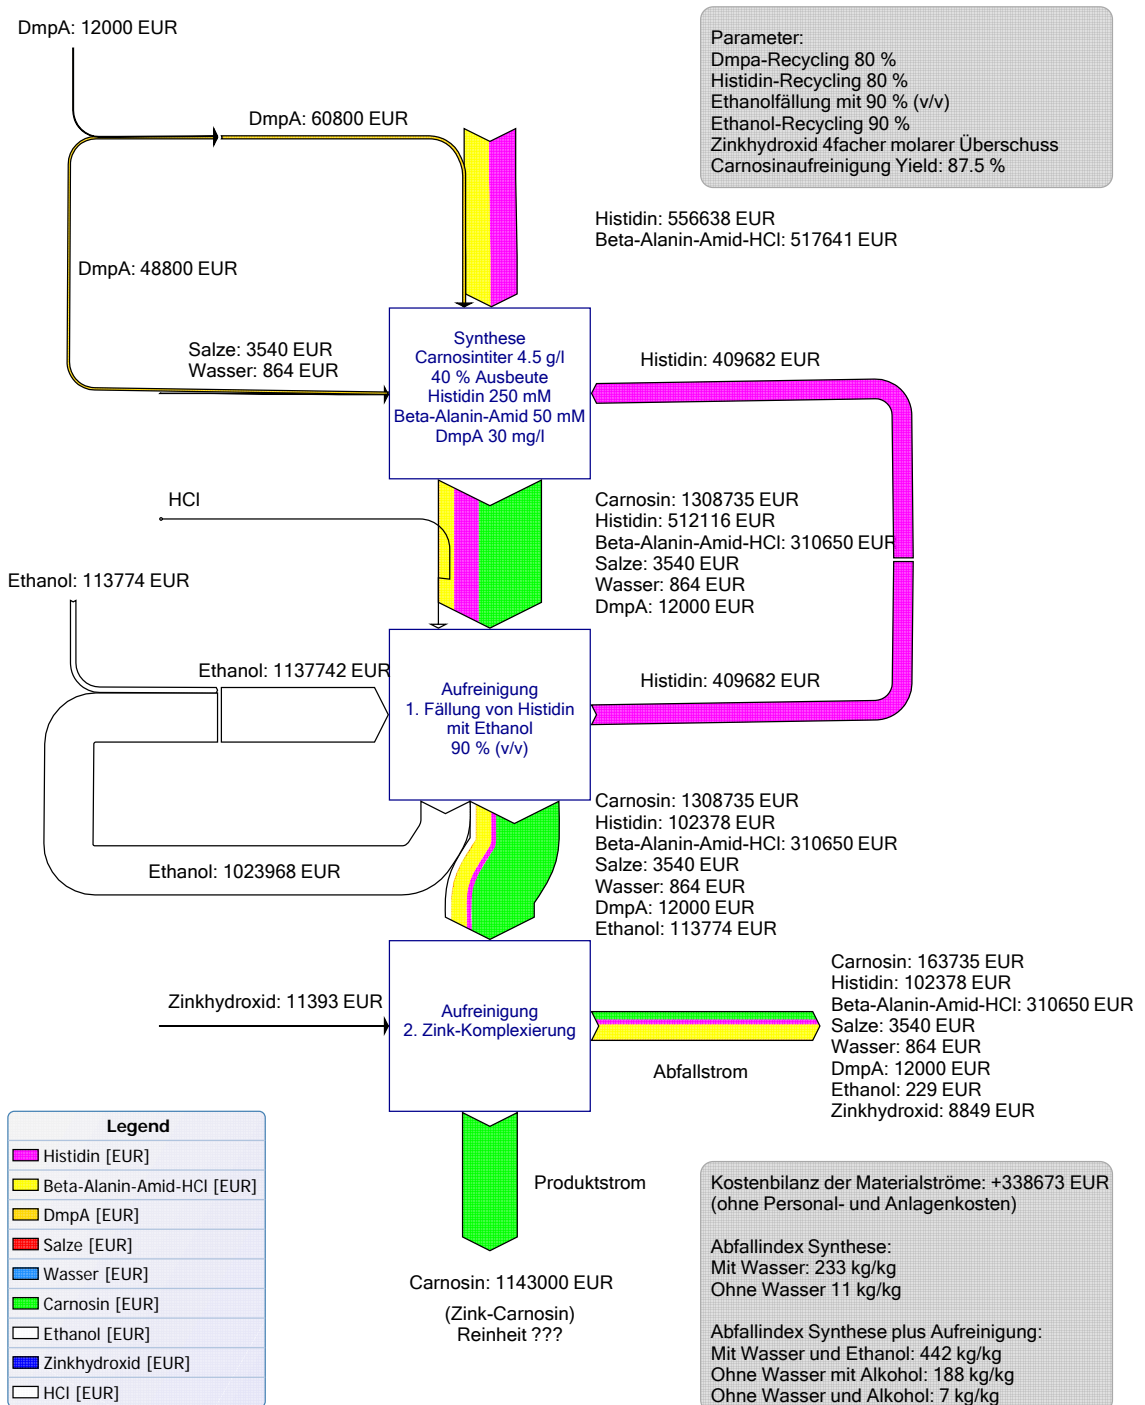 DmpA: 12000 EUR
Parameter:
Dmpa-Recycling 80 %
Histidin-Recycling 80 %
Ethanolfällung mit 90 % (v/v)
Ethanol-Recycling 90 %
Zinkhydroxid 4facher molarer Überschuss
Carnosinaufreinigung Yield: 87.5 %
DmpA: 60800 EUR
Histidin: 556638 EUR
Beta-Alanin-Amid-HCl: 517641 EUR
DmpA: 48800 EUR
Salze: 3540 EUR
Wasser: 864 EUR
Synthese
Carnosintiter 4.5 g/l
40 % Ausbeute
Histidin 250 mM
Beta-Alanin-Amid 50 mM
DmpA 30 mg/l
Histidin: 409682 EUR
HCl
Carnosin: 1308735 EUR
Histidin: 512116 EUR
Beta-Alanin-Amid-HCl: 310650 EUR
Salze: 3540 EUR
Wasser: 864 EUR
DmpA: 12000 EUR
Ethanol: 113774 EUR
Ethanol: 1137742 EUR
Aufreinigung
1. Fällung von Histidin
mit Ethanol
90 % (v/v)
Histidin: 409682 EUR
Ethanol: 1023968 EUR
Carnosin: 1308735 EUR
Histidin: 102378 EUR
Beta-Alanin-Amid-HCl: 310650 EUR
Salze: 3540 EUR
Wasser: 864 EUR
DmpA: 12000 EUR
Ethanol: 113774 EUR
Zinkhydroxid: 11393 EUR
Aufreinigung
2. Zink-Komplexierung
Abfallstrom
Carnosin: 163735 EUR
Histidin: 102378 EUR
Beta-Alanin-Amid-HCl: 310650 EUR
Salze: 3540 EUR
Wasser: 864 EUR
DmpA: 12000 EUR
Ethanol: 229 EUR
Zinkhydroxid: 8849 EUR
Legend
Histidin [EUR]
Beta-Alanin-Amid-HCl [EUR]
DmpA [EUR]
Salze [EUR]
Wasser [EUR]
Carnosin [EUR]
Ethanol [EUR]
Zinkhydroxid [EUR]
HCl [EUR]
Produktstrom
Carnosin: 1143000 EUR
(Zink-Carnosin)
Reinheit ???
Kostenbilanz der Materialströme: +338673 EUR
(ohne Personal- und Anlagenkosten)
Abfallindex Synthese:
Mit Wasser: 233 kg/kg
Ohne Wasser 11 kg/kg
Abfallindex Synthese plus Aufreinigung:
Mit Wasser und Ethanol: 442 kg/kg
Ohne Wasser mit Alkohol: 188 kg/kg
Ohne Wasser und Alkohol: 7 kg/kg